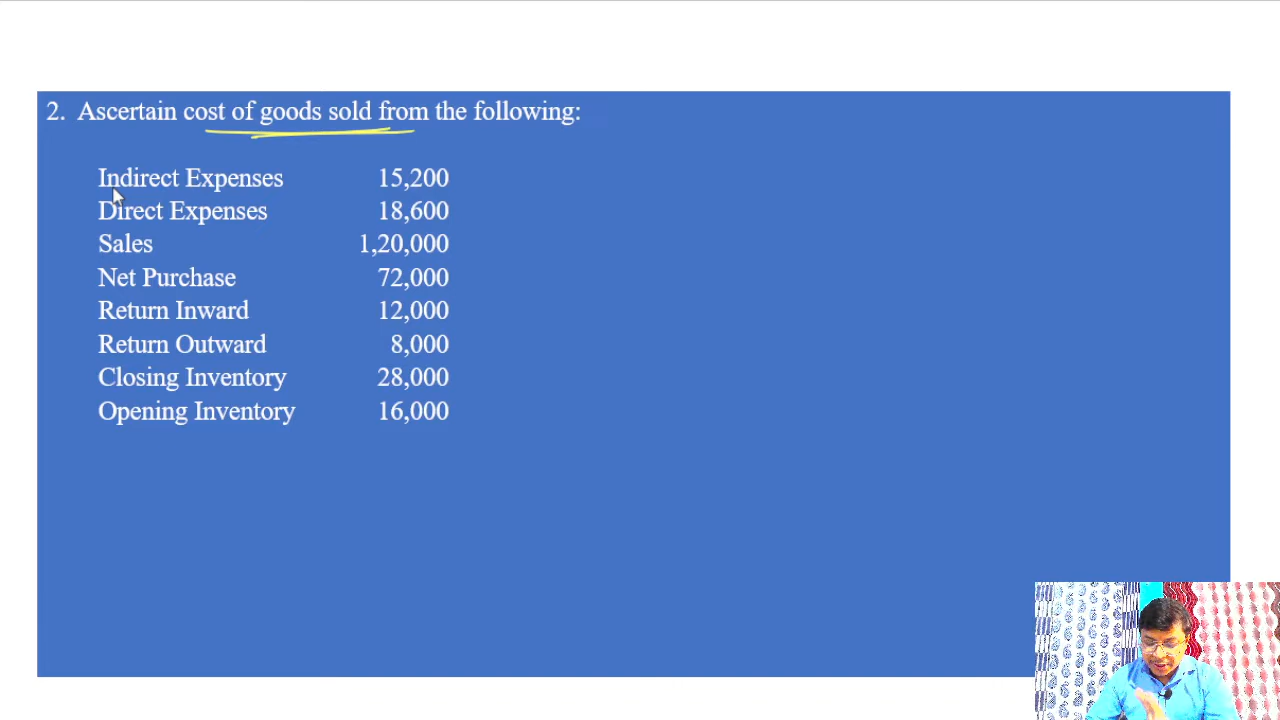 2. Ascertain cost of goods sold from the following:
Indirect Expenses 15,200
Direct Expenses 18,600
Sales 1,20,000
Net Purchase 72,000
Return Inward 12,000
Return Outward 8,000
Closing Inventory 28,000
Opening Inventory 16,000